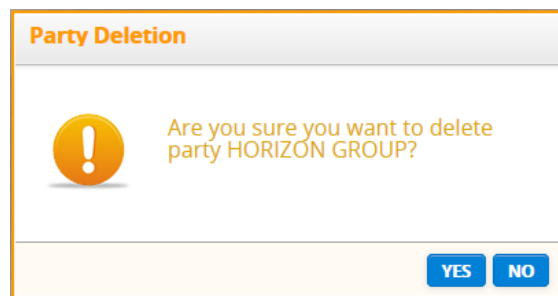 Party Deletion
Are you sure you want to delete
party HORIZON GROUP?
YES NO